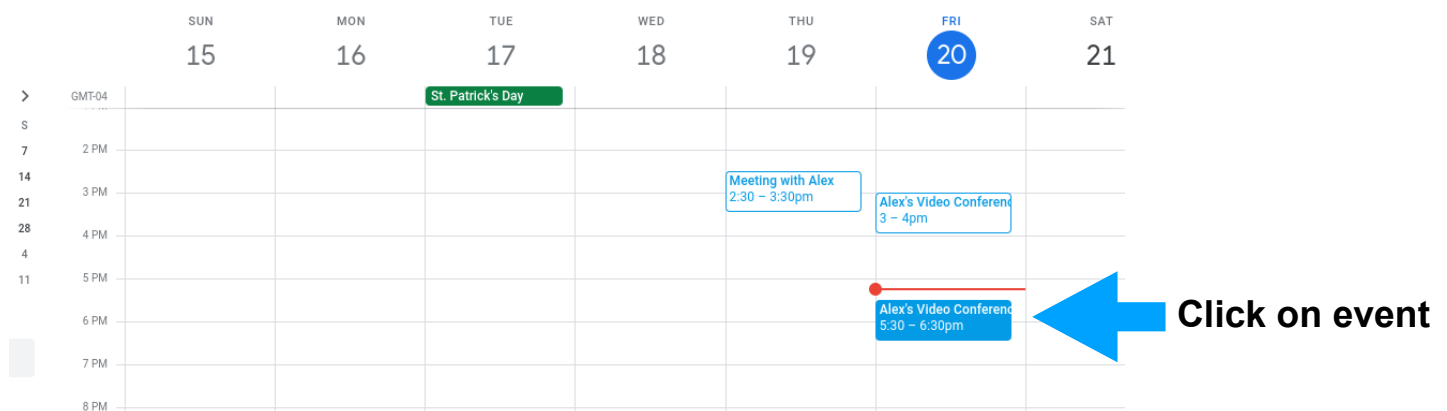 SUN MON TUE WED THU FRI SAT
15 16 17 18 19 20 21
GMT-04 St. Patrick's Day
S
7
14
21
28
4
11
2 PM
3 PM
4 PM
5 PM
6 PM
7 PM
8 PM
Meeting with Alex
2:30 – 3:30pm
Alex's Video Conferenc
3 – 4pm
Alex's Video Conferenc
5:30 – 6:30pm
Click on event